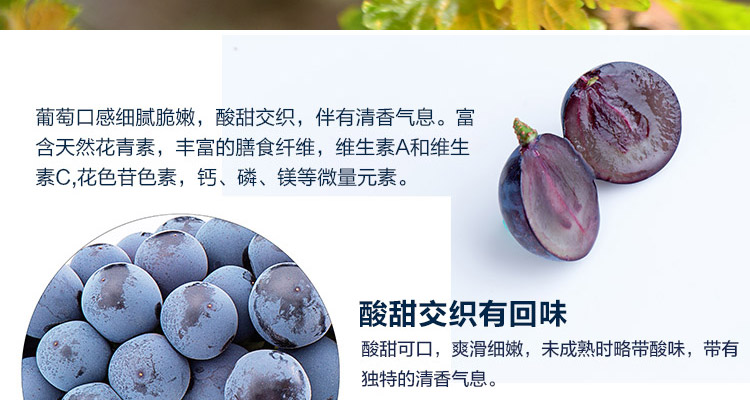 葡萄口感细腻脆嫩，酸甜交织，伴有清香气息。富
含天然花青素，丰富的膳食纤维，维生素A和维生
素C,花色苷色素，钙、磷、镁等微量元素。
酸甜交织有回味
酸甜可口，爽滑细嫩，未成熟时略带酸味，带有
独特的清香气息。